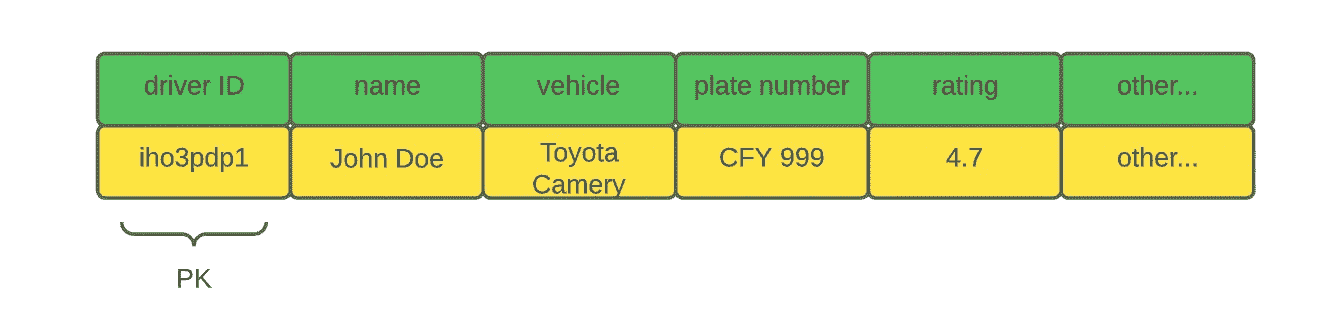 driver ID
name
vehicle
plate number
rating
other...
iho3pdp1
John Doe
Toyota
Camery
CFY 999
4.7
other...
PK